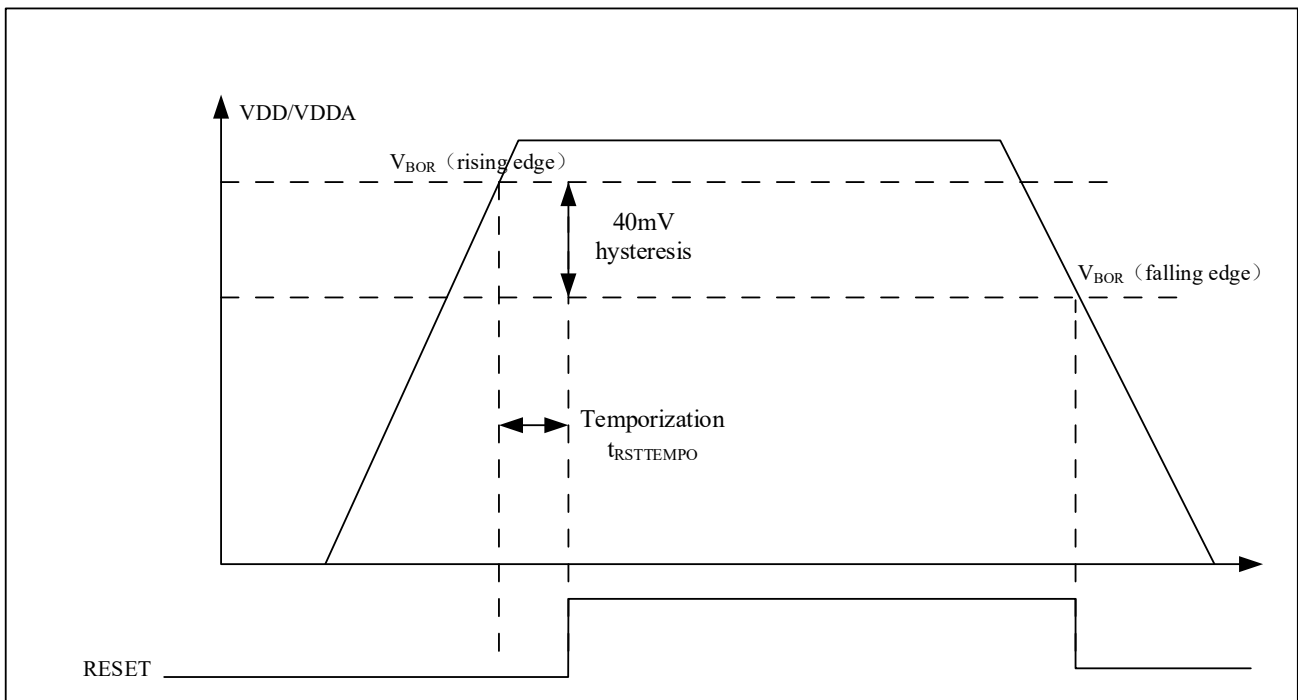 VDD/VDDA
VBOR（rising edge）
40mV
hysteresis
VBOR（falling edge）
Temporization
tRSTTEMPO
RESET